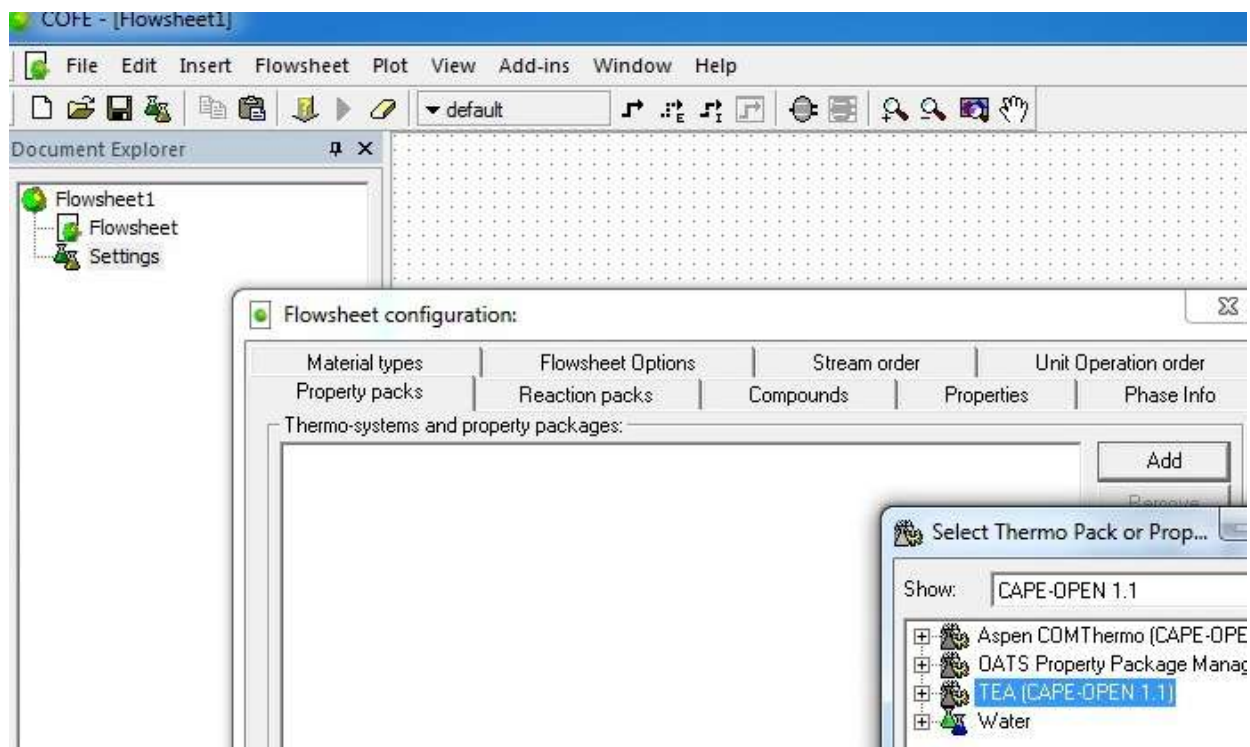 COFE - [Flowsheet1]
File Edit Insert Flowsheet Plot View Add-ins Window Help
default
Document Explorer
Flowsheet1
Flowsheet
Settings
Flowsheet configuration:
Material types Flowsheet Options Stream order Unit Operation order
Property packs Reaction packs Compounds Properties Phase Info
Thermo-systems and property packages:
Add
Remove
Select Thermo Pack or Prop...
Show: CAPE-OPEN 1.1
Aspen COMThermo (CAPE-OPE
OATS Property Package Manag
TEA (CAPE-OPEN 1.1)
Water